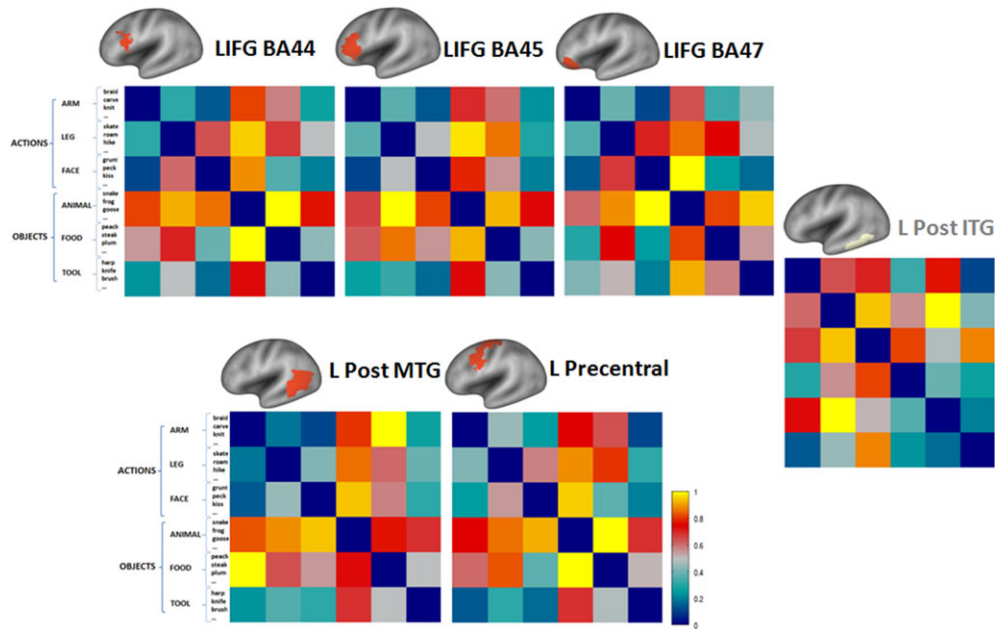 LIFG BA44
LIFG BA45
LIFG BA47
ACTIONS
ARM
braid
carve
knit
...
LEG
skate
roam
hike
...
FACE
grunt
peck
kiss
...
OBJECTS
ANIMAL
snake
frog
goose
...
FOOD
peach
steak
plum
...
TOOL
harp
knife
brush
...
L Post ITG
L Post MTG
L Precentral
ACTIONS
ARM
braid
carve
knit
...
LEG
skate
roam
hike
...
FACE
grunt
peck
kiss
...
OBJECTS
ANIMAL
snake
frog
goose
...
FOOD
peach
steak
plum
...
TOOL
harp
knife
brush
...
1
0.8
0.6
0.4
0.2
0